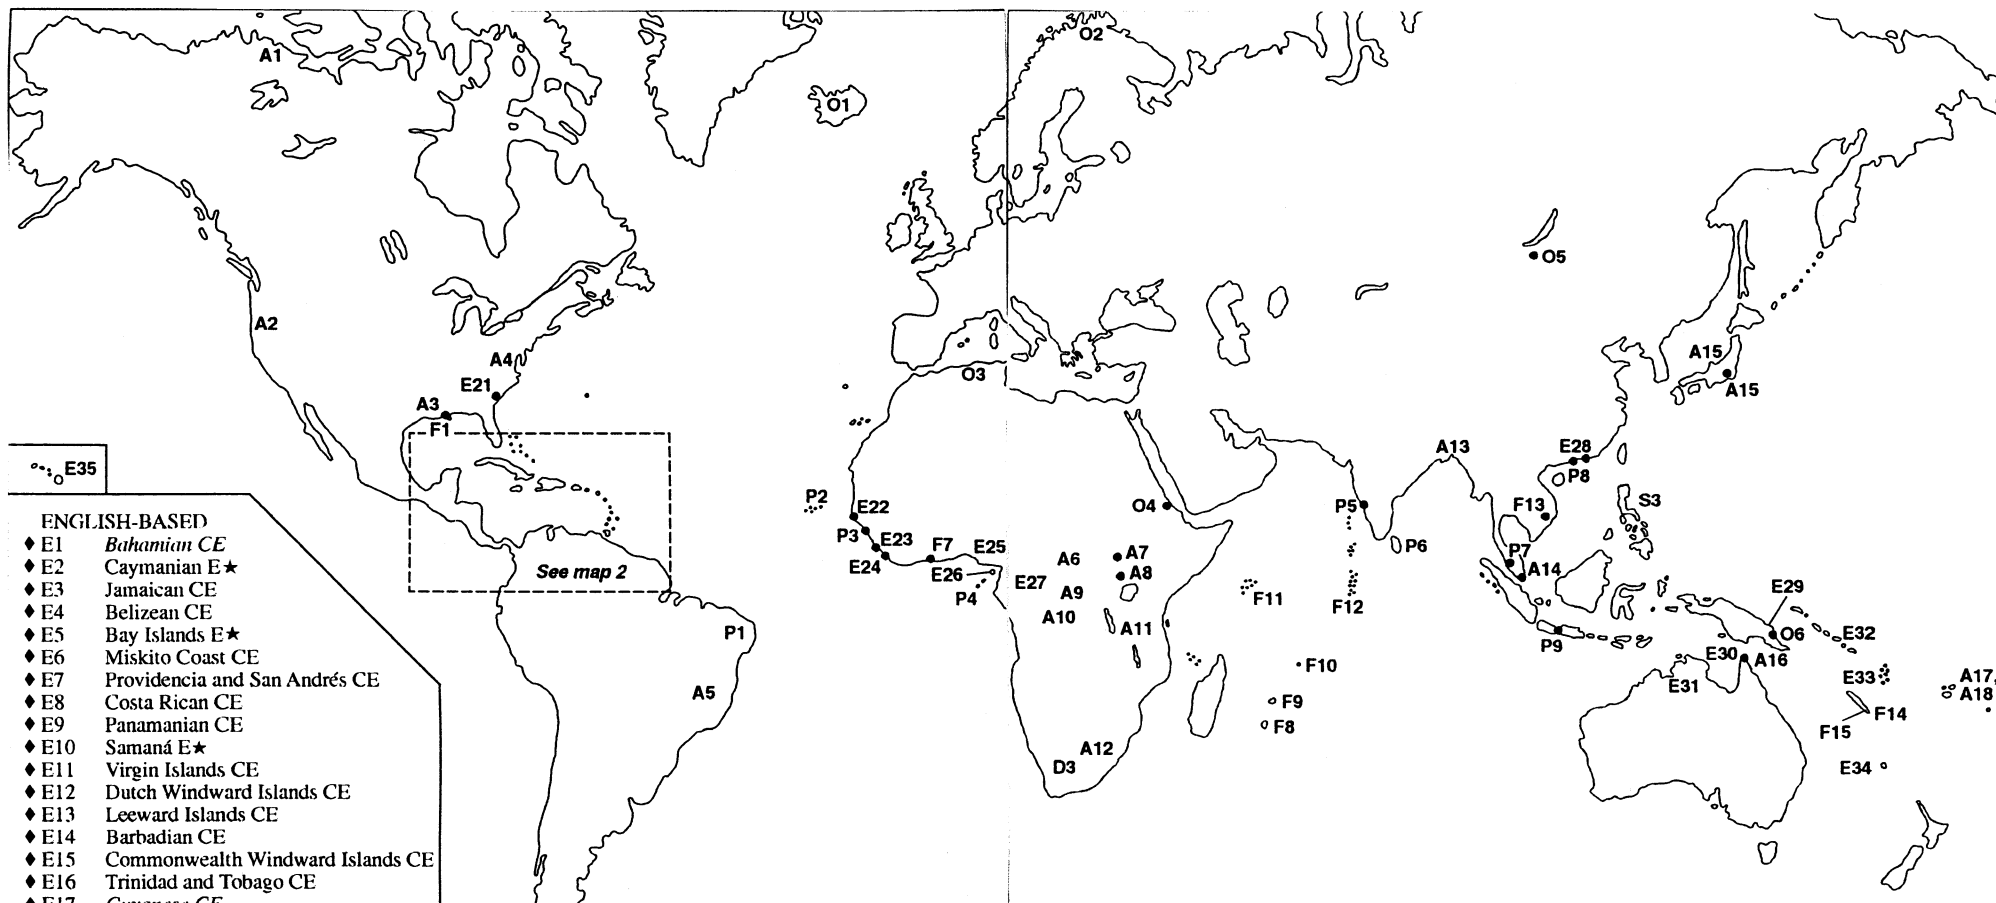 A1
O2
O1
O5
A2
A4
O3
A15
E21
A15
A3
F1
A13
E28
P8
E35
P2
E22
O4
P5
F13
S3
P3
E23
F7
E25
A6
A7
P6
P7
E24
E26
E27
A8
A14
See map 2
P4
A9
F11
F12
E29
A10
A11
P1
P9
O6
E32
E30
A16
F10
A5
E31
E33
A17,
A18
F9
F8
F14
F15
A12
D3
E34
ENGLISH-BASED
♦ E1 Bahamian CE
♦ E2 Caymanian E★
♦ E3 Jamaican CE
♦ E4 Belizean CE
♦ E5 Bay Islands E★
♦ E6 Miskito Coast CE
♦ E7 Providencia and San Andrés CE
♦ E8 Costa Rican CE
♦ E9 Panamanian CE
♦ E10 Samaná E★
♦ E11 Virgin Islands CE
♦ E12 Dutch Windward Islands CE
♦ E13 Leeward Islands CE
♦ E14 Barbadian CE
♦ E15 Commonwealth Windward Islands CE
♦ E16 Trinidad and Tobago CE